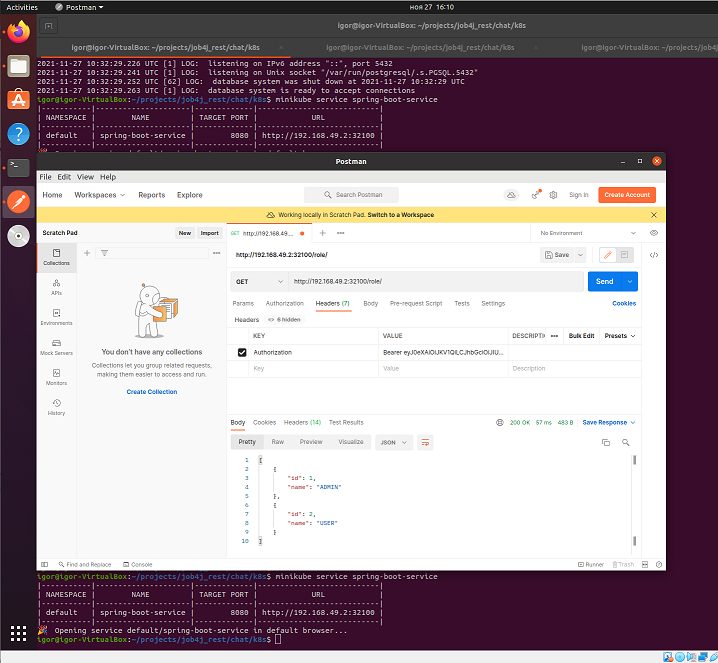 Activities Postman ноя 27 16:10
igor@igor-VirtualBox: ~/projects/job4j_rest/chat/k8s
igor@igor-VirtualBox: ~/projects/job4j_rest/chat/k8s igor@igor-VirtualBox: ~/projects/job4j_rest/chat/k8s igor@igor-Virtual
2021-11-27 10:32:29.226 UTC [1] LOG: listening on IPv6 address "::", port 5432
2021-11-27 10:32:29.241 UTC [1] LOG: listening on Unix socket "/var/run/postgresql/.s.PGSQL.5432"
2021-11-27 10:32:29.252 UTC [62] LOG: database system was shut down at 2021-11-27 10:32:29 UTC
2021-11-27 10:32:29.263 UTC [1] LOG: database system is ready to accept connections
igor@igor-VirtualBox:~/projects/job4j_rest/chat/k8s$ minikube service spring-boot-service
|-----------|---------------------|-------------|---------------------------|
| NAMESPACE | NAME | TARGET PORT | URL |
|-----------|---------------------|-------------|---------------------------|
| default | spring-boot-service | 8080 | http://192.168.49.2:32100 |
|-----------|---------------------|-------------|---------------------------|
Postman
File Edit View Help
Home Workspaces Reports Explore Search Postman Sign In Create Account
Working locally in Scratch Pad. Switch to a Workspace
Scratch Pad New Import GET http://192.168.49.... No Environment
Collections
APIs
Environments
Mock Servers
Monitors
History
You don't have any collections
Collections let you group related requests,
making them easier to access and run.
Create Collection
http://192.168.49.2:32100/role/ Save
GET http://192.168.49.2:32100/role/ Send
Params Authorization Headers (7) Body Pre-request Script Tests Settings Cookies
Headers 6 hidden
KEY VALUE DESCRIPTIO Bulk Edit Presets
Authorization Bearer
Key Value Description
Body Cookies Headers (14) Test Results 200 OK 57 ms 483 B Save Response
Pretty Raw Preview Visualize JSON
1 [
2 {
3 "id": 1,
4 "name": "ADMIN"
5 },
6 {
7 "id": 2,
8 "name": "USER"
9 }
10 ]
Find and Replace Console Runner Trash
igor@igor-VirtualBox:~/projects/job4j_rest/chat/k8s$ minikube service spring-boot-service
|-----------|---------------------|-------------|---------------------------|
| NAMESPACE | NAME | TARGET PORT | URL |
|-----------|---------------------|-------------|---------------------------|
| default | spring-boot-service | 8080 | http://192.168.49.2:32100 |
|-----------|---------------------|-------------|---------------------------|
🎉 Opening service default/spring-boot-service in default browser...
igor@igor-VirtualBox:~/projects/job4j_rest/chat/k8s$